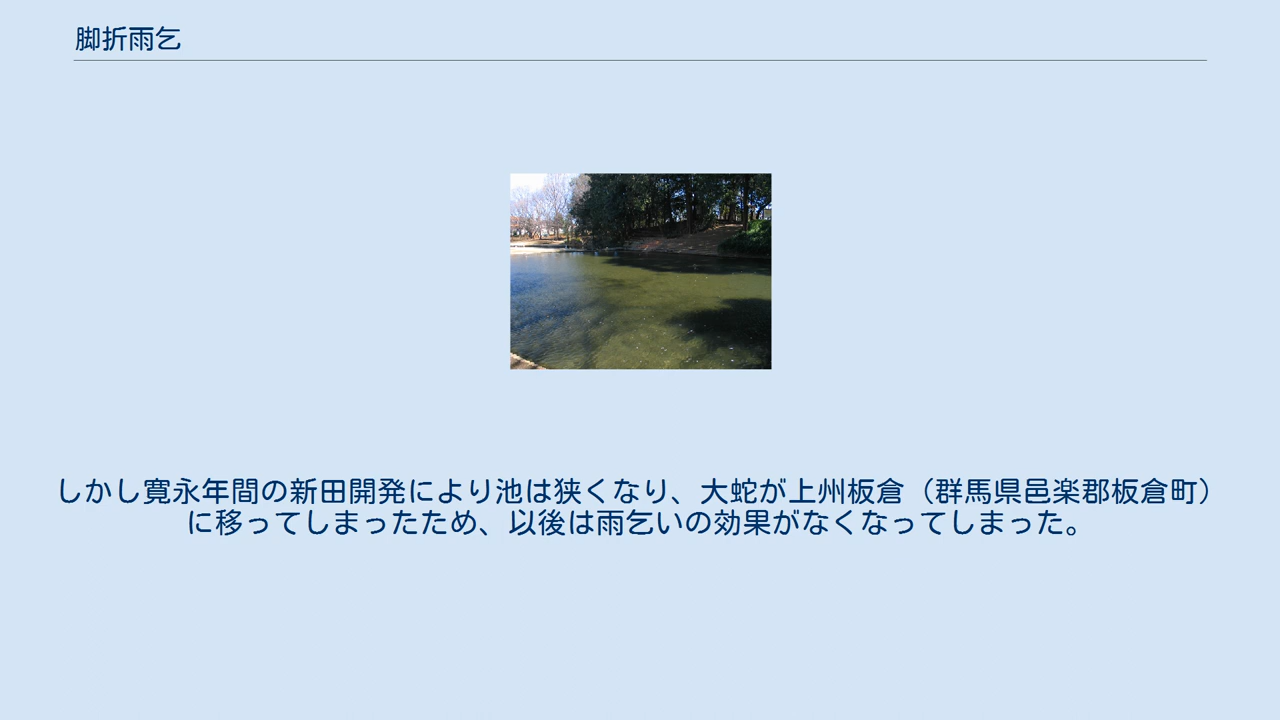 脚折雨乞
しかし寛永年間の新田開発により池は狭くなり、大蛇が上州板倉（群馬県邑楽郡板倉町）
に移ってしまったため、以後は雨乞いの効果がなくなってしまった。